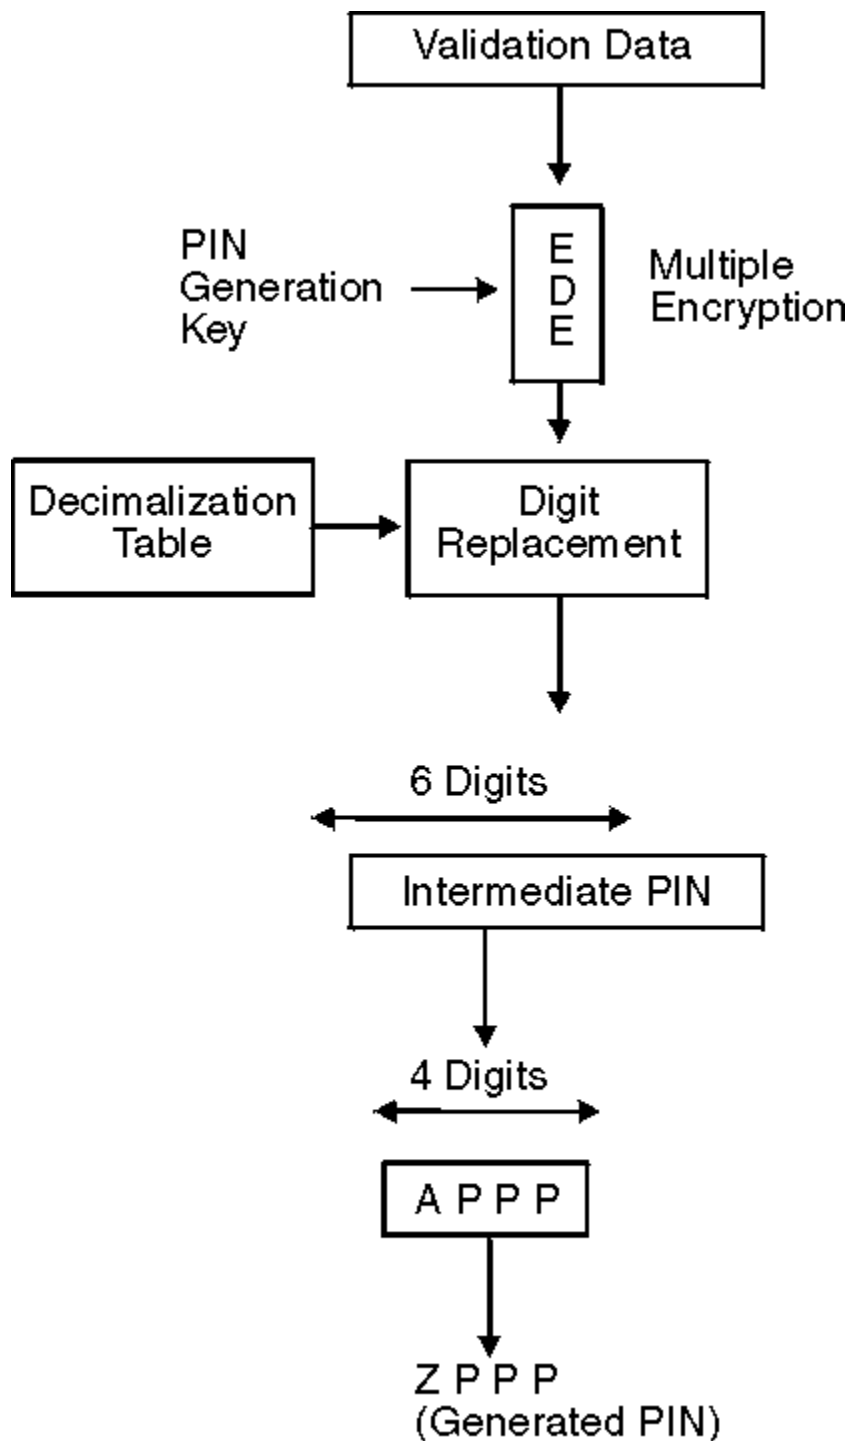 Validation Data
PIN
Generation
Key
E
D
E
Multiple
Encryption
Decimalization
Table
Digit
Replacement
6 Digits
Intermediate PIN
4 Digits
A P P P
Z P P P
(Generated PIN)